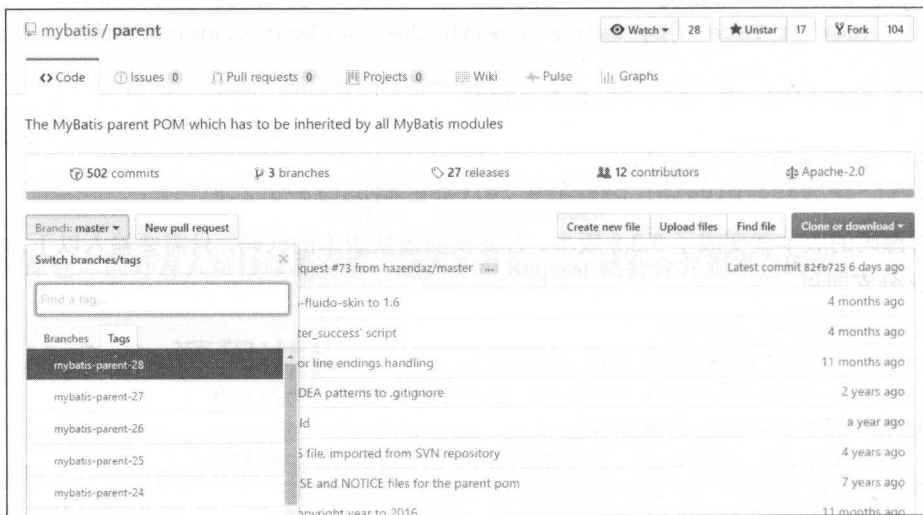 mybatis / parent
Watch 28 Unstar 17 Fork 104
Code Issues 0 Pull requests 0 Projects 0 Wiki Pulse Graphs
The MyBatis parent POM which has to be inherited by all MyBatis modules
502 commits 3 branches 27 releases 12 contributors Apache-2.0
Branch: master New pull request Create new file Upload files Find file Clone or download
Switch branches/tags
quest #73 from hazendaz/master Latest commit 82fb725 6 days ago
Find a tag...
-fluido-skin to 1.6 4 months ago
Branches Tags
ter_success' script 4 months ago
mybatis-parent-28
or line endings handling 11 months ago
mybatis-parent-27
DEA patterns to .gitignore 2 years ago
mybatis-parent-26
ld a year ago
mybatis-parent-25
file, imported from SVN repository 4 years ago
mybatis-parent-24
SE and NOTICE files for the parent pom 7 years ago
opyright year to 2016 11 months ago